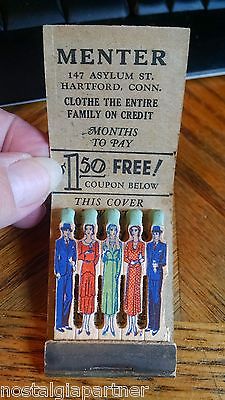 MENTER
147 ASYLUM ST.
HARTFORD, CONN.
CLOTHE THE ENTIRE
FAMILY ON CREDIT
MONTHS
TO PAY
$1.50 FREE!
COUPON BELOW
THIS COVER
nostalgiapartner